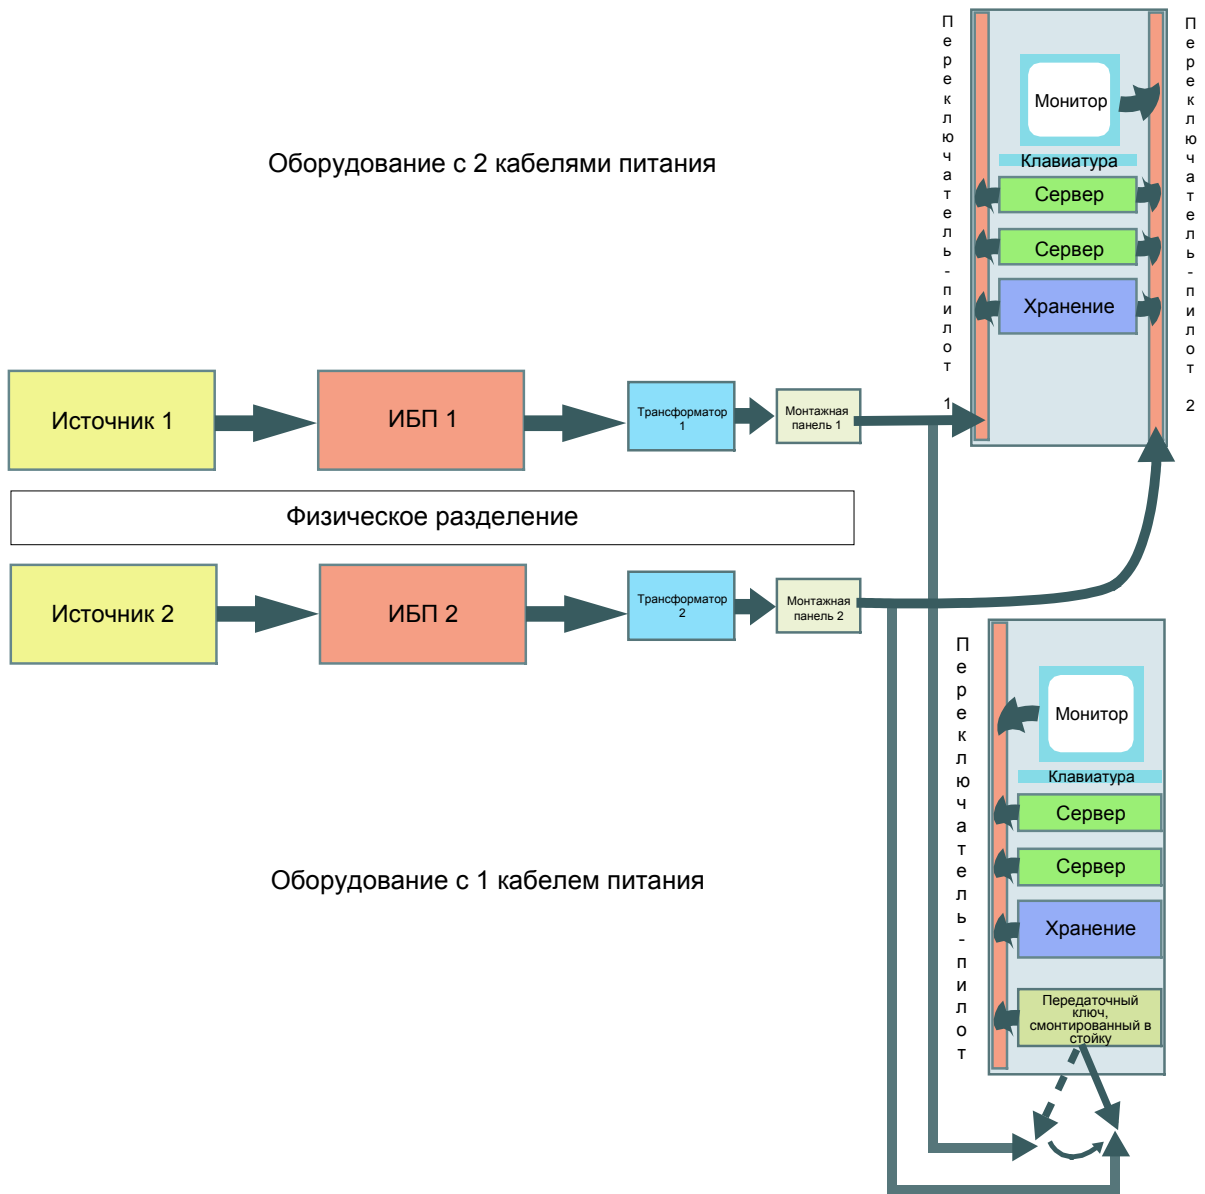 Переключатель-пилот 1
Монитор
Клавиатура
Сервер
Сервер
Хранение
Переключатель-пилот 2
Оборудование с 2 кабелями питания
Источник 1
ИБП 1
Трансформатор
1
Монтажная
панель 1
Физическое разделение
Источник 2
ИБП 2
Трансформатор
2
Монтажная
панель 2
Оборудование с 1 кабелем питания
Переключатель-пилот
Монитор
Клавиатура
Сервер
Сервер
Хранение
Передаточный
ключ,
смонтированный в
стойку